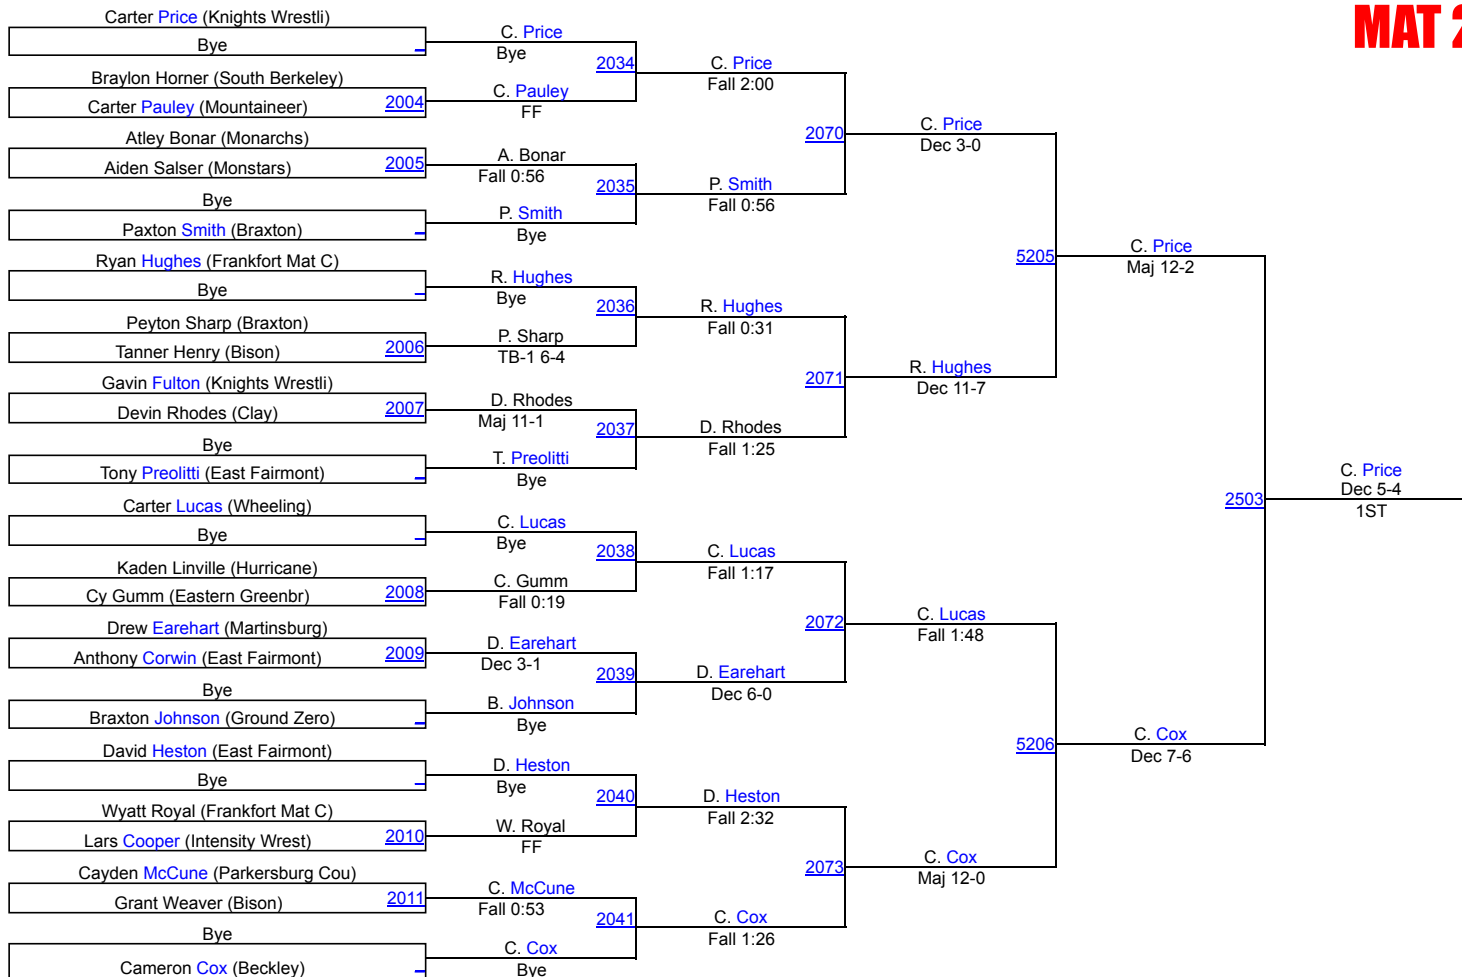 MAT 2
Carter Price (Knights Wrestli)
Bye
Braylon Horner (South Berkeley)
Carter Pauley (Mountaineer)
2004
Atley Bonar (Monarchs)
Aiden Salser (Monstars)
2005
Bye
Paxton Smith (Braxton)
Ryan Hughes (Frankfort Mat C)
Bye
Peyton Sharp (Braxton)
Tanner Henry (Bison)
2006
Gavin Fulton (Knights Wrestli)
Devin Rhodes (Clay)
2007
Bye
Tony Preolitti (East Fairmont)
Carter Lucas (Wheeling)
Bye
Kaden Linville (Hurricane)
Cy Gumm (Eastern Greenbr)
2008
Drew Earehart (Martinsburg)
Anthony Corwin (East Fairmont)
2009
Bye
Braxton Johnson (Ground Zero)
David Heston (East Fairmont)
Bye
Wyatt Royal (Frankfort Mat C)
Lars Cooper (Intensity Wrest)
2010
Cayden McCune (Parkersburg Cou)
Grant Weaver (Bison)
2011
Bye
Cameron Cox (Beckley)
C. Price
Bye
2034
C. Pauley
FF
A. Bonar
Fall 0:56
2035
P. Smith
Bye
R. Hughes
Bye
2036
P. Sharp
TB-1 6-4
D. Rhodes
Maj 11-1
2037
T. Preolitti
Bye
C. Lucas
Bye
2038
C. Gumm
Fall 0:19
D. Earehart
Dec 3-1
2039
B. Johnson
Bye
D. Heston
Bye
2040
W. Royal
FF
C. McCune
Fall 0:53
2041
C. Cox
Bye
C. Price
Fall 2:00
2070
P. Smith
Fall 0:56
R. Hughes
Fall 0:31
2071
D. Rhodes
Fall 1:25
C. Lucas
Fall 1:17
2072
D. Earehart
Dec 6-0
D. Heston
Fall 2:32
2073
C. Cox
Fall 1:26
C. Price
Dec 3-0
5205
R. Hughes
Dec 11-7
C. Lucas
Fall 1:48
5206
C. Cox
Maj 12-0
C. Price
Maj 12-2
2503
C. Cox
Dec 7-6
C. Price
Dec 5-4
1ST